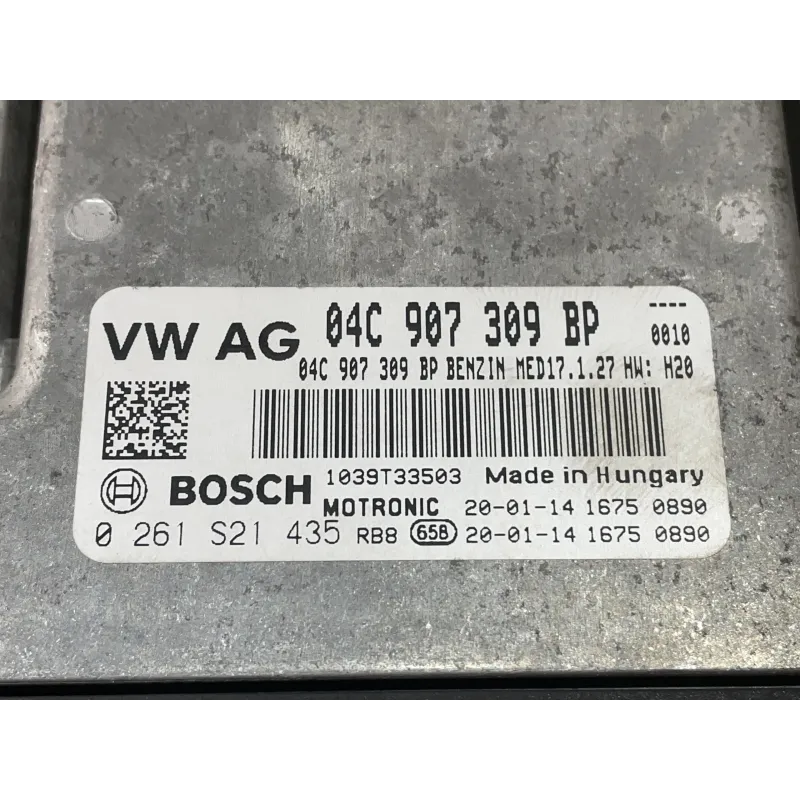 VW AG 04C 907 309 BP ----
0010
04C 907 309 BP BENZIN MED17.1.27 HW: H20
BOSCH 1039T33503 Made in Hungary
MOTRONIC 20-01-14 1675 0890
0 261 S21 435 RB8 658 20-01-14 1675 0890